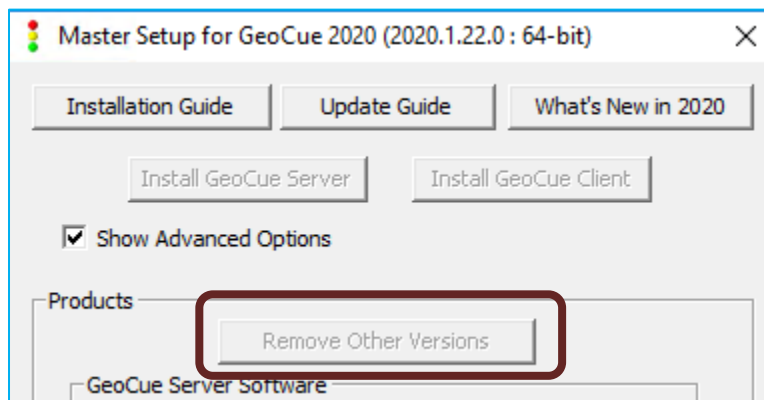 Master Setup for GeoCue 2020 (2020.1.22.0 : 64-bit)
Installation Guide Update Guide What's New in 2020
Install GeoCue Server Install GeoCue Client
Show Advanced Options
Products
Remove Other Versions
GeoCue Server Software